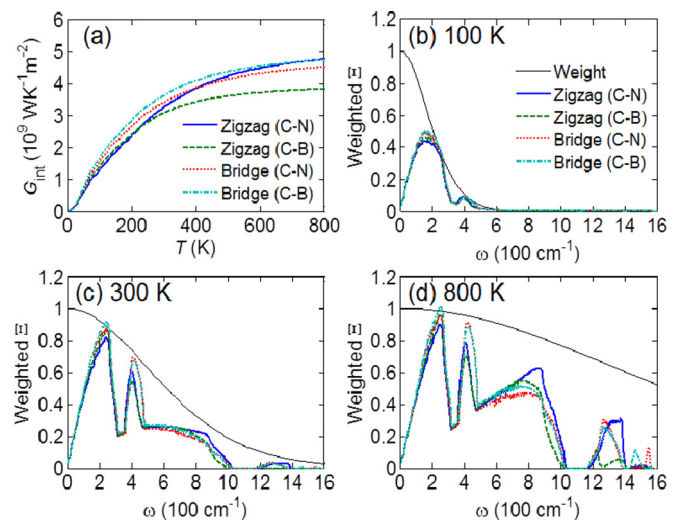 (a)
G_int (10^9 WK^-1 m^-2)
5
4
3
2
1
0
Zigzag (C-N)
Zigzag (C-B)
Bridge (C-N)
Bridge (C-B)
0 200 400 600 800
T (K)
(b) 100 K
Weighted Ξ
1.2
1
0.8
0.6
0.4
0.2
0
Weight
Zigzag (C-N)
Zigzag (C-B)
Bridge (C-N)
Bridge (C-B)
0 2 4 6 8 10 12 14 16
ω (100 cm^-1)
(c) 300 K
Weighted Ξ
1.2
1
0.8
0.6
0.4
0.2
0
0 2 4 6 8 10 12 14 16
ω (100 cm^-1)
(d) 800 K
Weighted Ξ
1.2
1
0.8
0.6
0.4
0.2
0
0 2 4 6 8 10 12 14 16
ω (100 cm^-1)